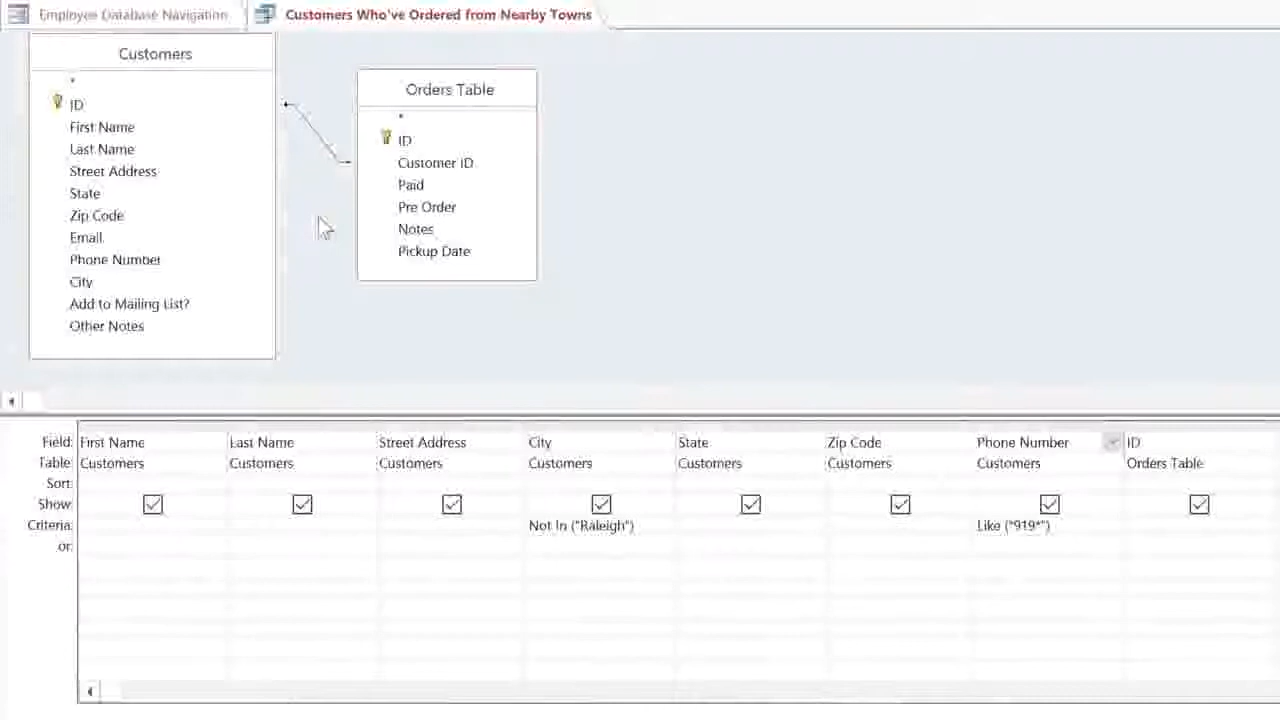 Employee Database Navigation
Customers Who've Ordered from Nearby Towns
Customers
*
ID
First Name
Last Name
Street Address
State
Zip Code
Email
Phone Number
City
Add to Mailing List?
Other Notes
Orders Table
*
ID
Customer ID
Paid
Pre Order
Notes
Pickup Date
Field: First Name Last Name Street Address City State Zip Code Phone Number ID
Table: Customers Customers Customers Customers Customers Customers Customers Orders Table
Sort:
Show:
Criteria: Not In ("Raleigh") Like ("919*")
or: